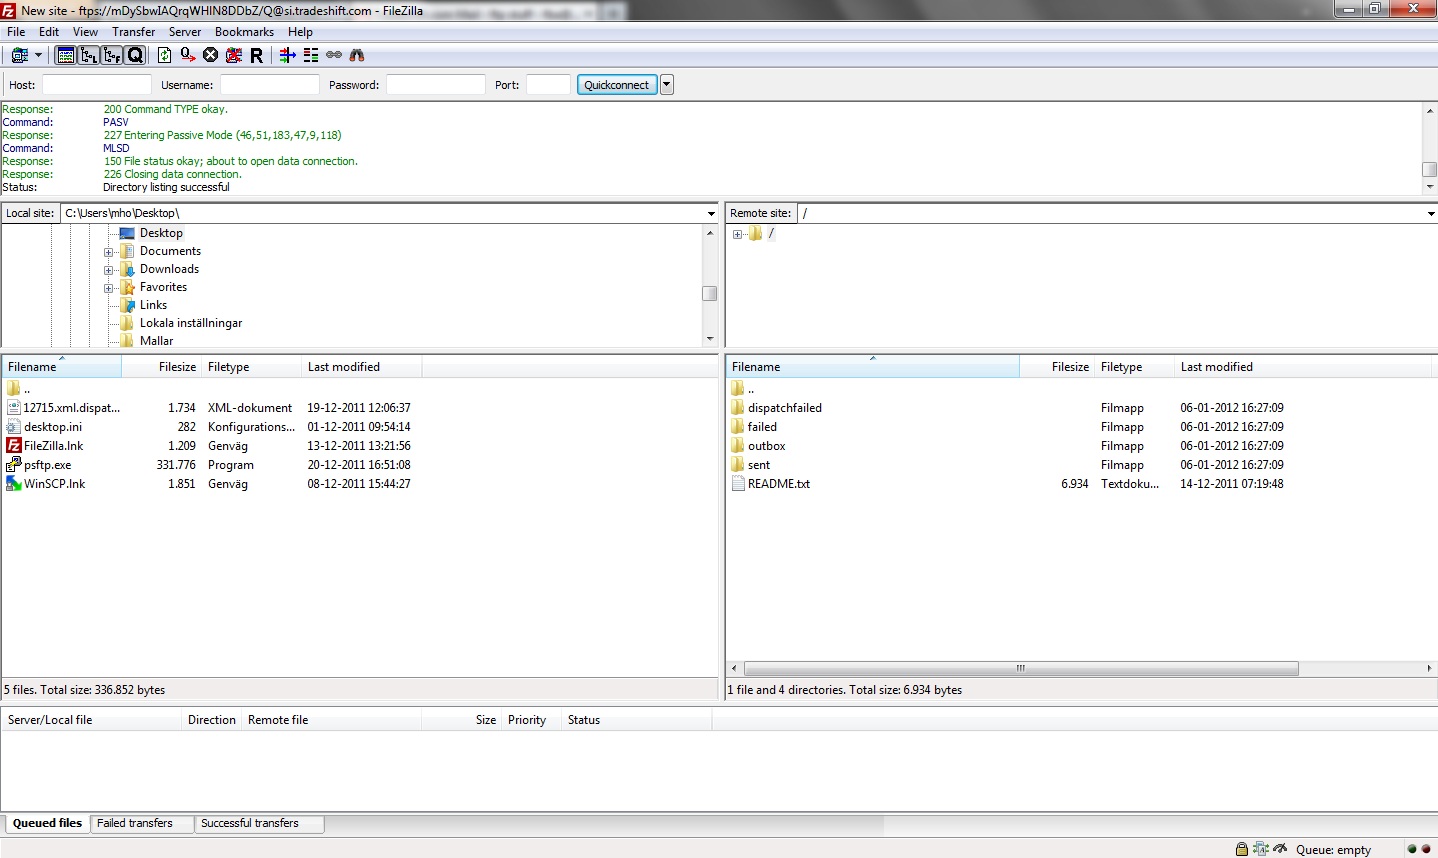 New site - ftps://mDySbwIAQrqWHIN8DDbZ/Q@si.tradeshift.com - FileZilla
File Edit View Transfer Server Bookmarks Help
Host: Username: Password: Port: Quickconnect
Response: 200 Command TYPE okay.
Command: PASV
Response: 227 Entering Passive Mode (46,51,183,47,9,118)
Command: MLSD
Response: 150 File status okay; about to open data connection.
Response: 226 Closing data connection.
Status: Directory listing successful
Local site: C:\Users\mho\Desktop\
Desktop
Documents
Downloads
Favorites
Links
Lokala inställningar
Mallar
Remote site: /
/
Filename Filesize Filetype Last modified
..
12715.xml.dispat... 1.734 XML-dokument 19-12-2011 12:06:37
desktop.ini 282 Konfigurations... 01-12-2011 09:54:14
FileZilla.lnk 1.209 Genväg 13-12-2011 13:21:56
psftp.exe 331.776 Program 20-12-2011 16:51:08
WinSCP.lnk 1.851 Genväg 08-12-2011 15:44:27
5 files. Total size: 336.852 bytes
Filename Filesize Filetype Last modified
..
dispatchfailed Filmapp 06-01-2012 16:27:09
failed Filmapp 06-01-2012 16:27:09
outbox Filmapp 06-01-2012 16:27:09
sent Filmapp 06-01-2012 16:27:09
README.txt 6.934 Textdoku... 14-12-2011 07:19:48
1 file and 4 directories. Total size: 6.934 bytes
Server/Local file Direction Remote file Size Priority Status
Queued files Failed transfers Successful transfers
Queue: empty